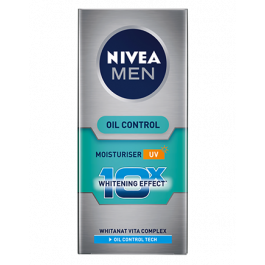 NIVEA
MEN
OIL CONTROL
MOISTURISER UV
10X
WHITENING EFFECT
WHITANAT VITA COMPLEX
OIL CONTROL TECH